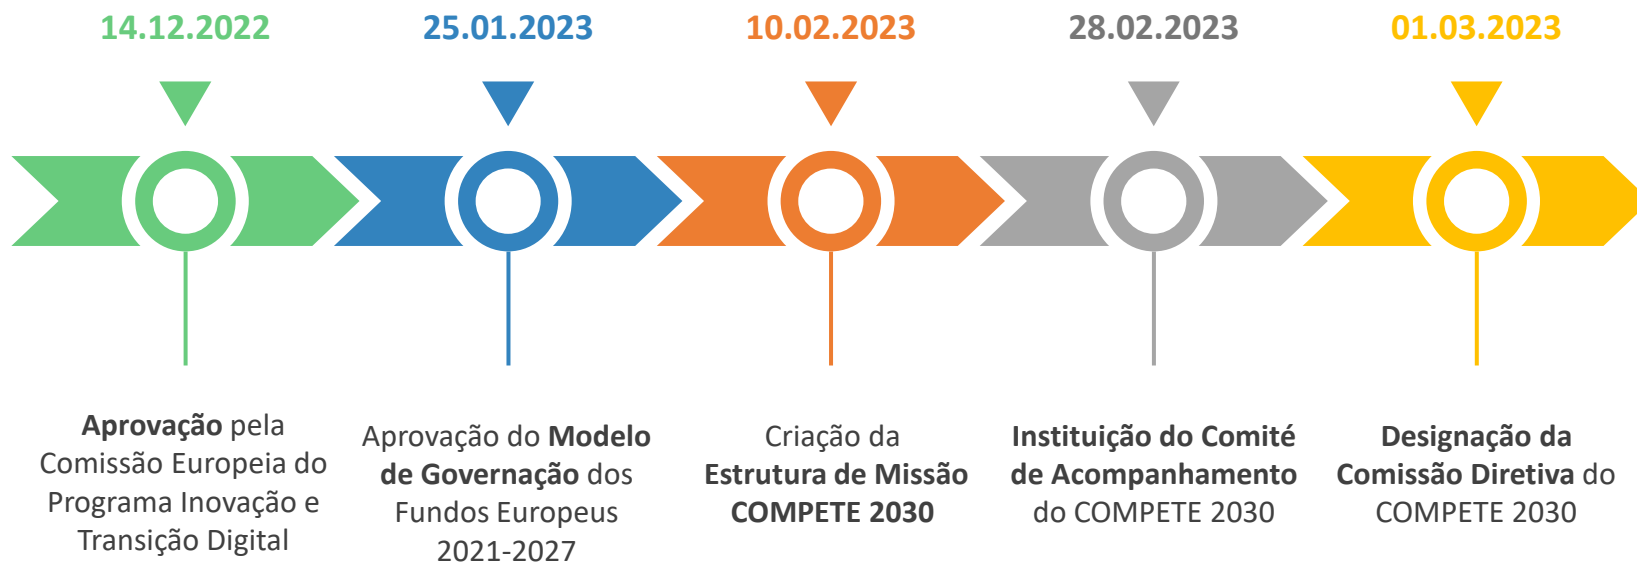 14.12.2022
25.01.2023
10.02.2023
28.02.2023
01.03.2023
Aprovação pela
Comissão Europeia do
Programa Inovação e
Transição Digital
Aprovação do Modelo
de Governação dos
Fundos Europeus
2021-2027
Criação da
Estrutura de Missão
COMPETE 2030
Instituição do Comité
de Acompanhamento
do COMPETE 2030
Designação da
Comissão Diretiva do
COMPETE 2030